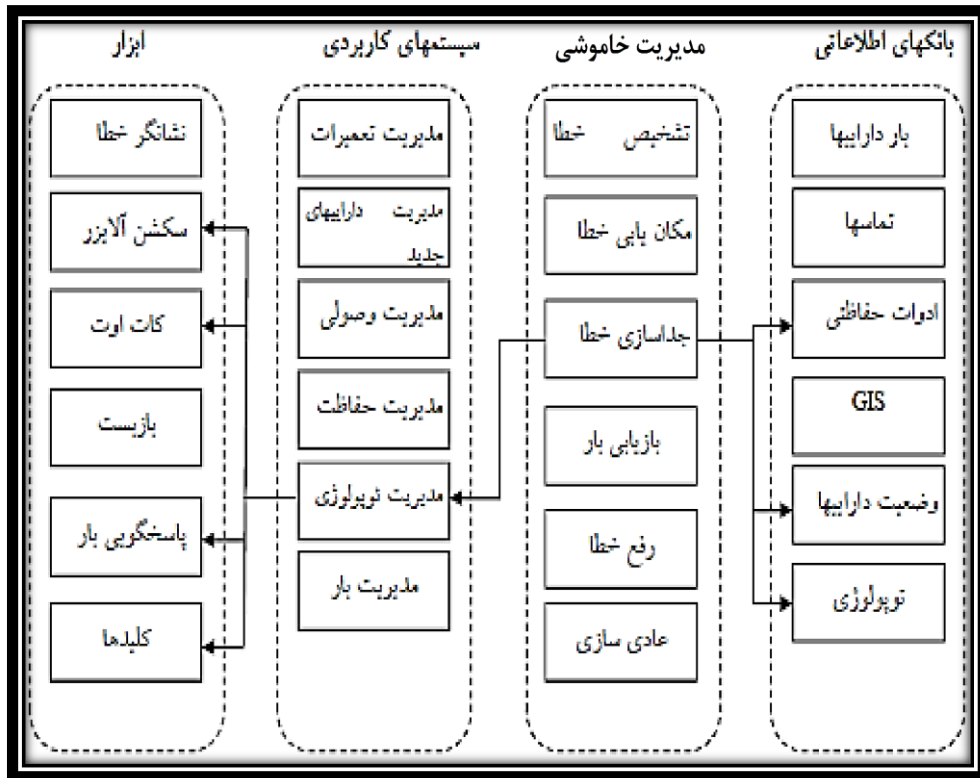 بانکهای اطلاعاتی
بار داراییها
تماسها
ادوات حفاظتی
GIS
وضعیت داراییها
توپولوژی
مدیریت خاموشی
تشخیص خطا
مکان یابی خطا
جداسازی خطا
بازیابی بار
رفع خطا
عادی سازی
سیستمهای کاربردی
مدیریت تعمیرات
مدیریت داراییهای
جدید
مدیریت وصولی
مدیریت حفاظت
مدیریت توپولوژی
مدیریت بار
ابزار
نشانگر خطا
سکشن آلایزر
کات اوت
بازبست
پاسخگویی بار
کلیدها